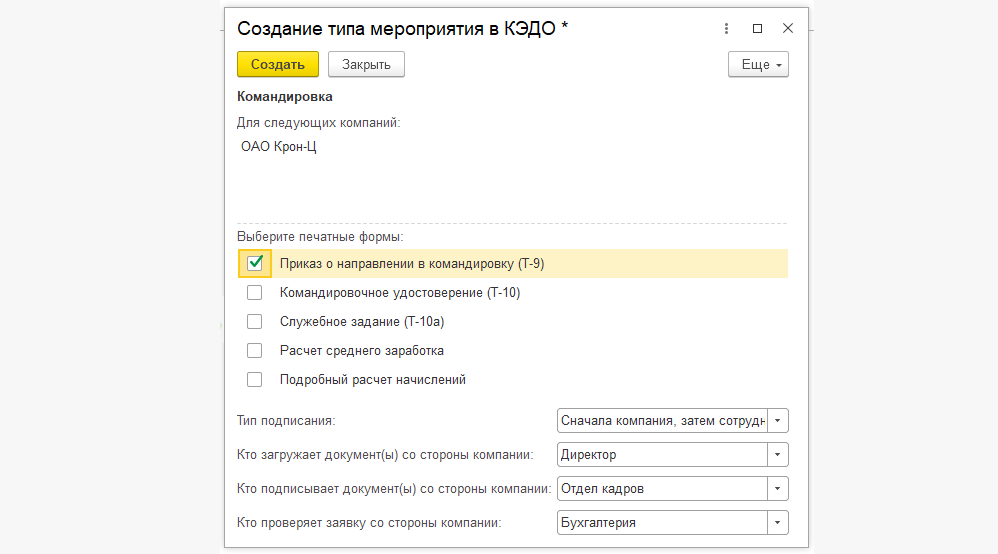 Создание типа мероприятия в КЭДО *
Создать Закрыть Еще
Командировка
Для следующих компаний:
ОАО Крон-Ц
Выберите печатные формы:
Приказ о направлении в командировку (Т-9)
Командировочное удостоверение (Т-10)
Служебное задание (Т-10а)
Расчет среднего заработка
Подробный расчет начислений
Тип подписания: Сначала компания, затем сотрудн
Кто загружает документ(ы) со стороны компании: Директор
Кто подписывает документ(ы) со стороны компании: Отдел кадров
Кто проверяет заявку со стороны компании: Бухгалтерия